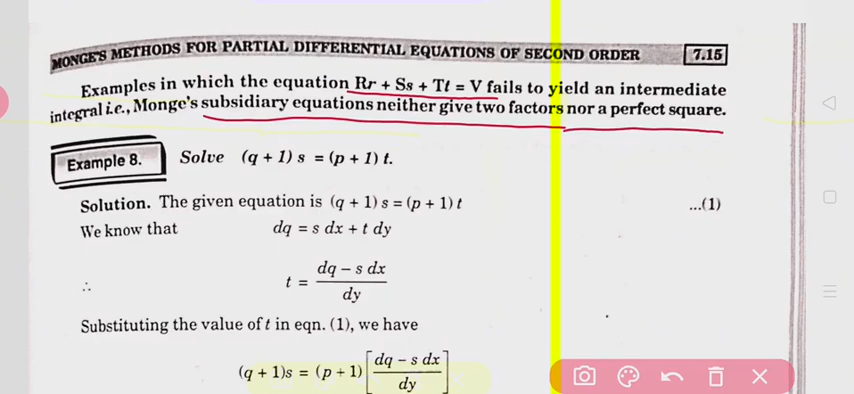 MONGE'S METHODS FOR PARTIAL DIFFERENTIAL EQUATIONS OF SECOND ORDER 7.15
Examples in which the equation Rr + Ss + Tt = V fails to yield an intermediate
integral i.e., Monge's subsidiary equations neither give two factors nor a perfect square.
Example 8. Solve (q + 1) s = (p + 1) t.
Solution. The given equation is (q + 1) s = (p + 1) t ...(1)
We know that dq = s dx + t dy
∴ t = \frac{dq – s dx}{dy}
Substituting the value of t in eqn. (1), we have
(q + 1)s = (p + 1) [\frac{dq – s dx}{dy}]